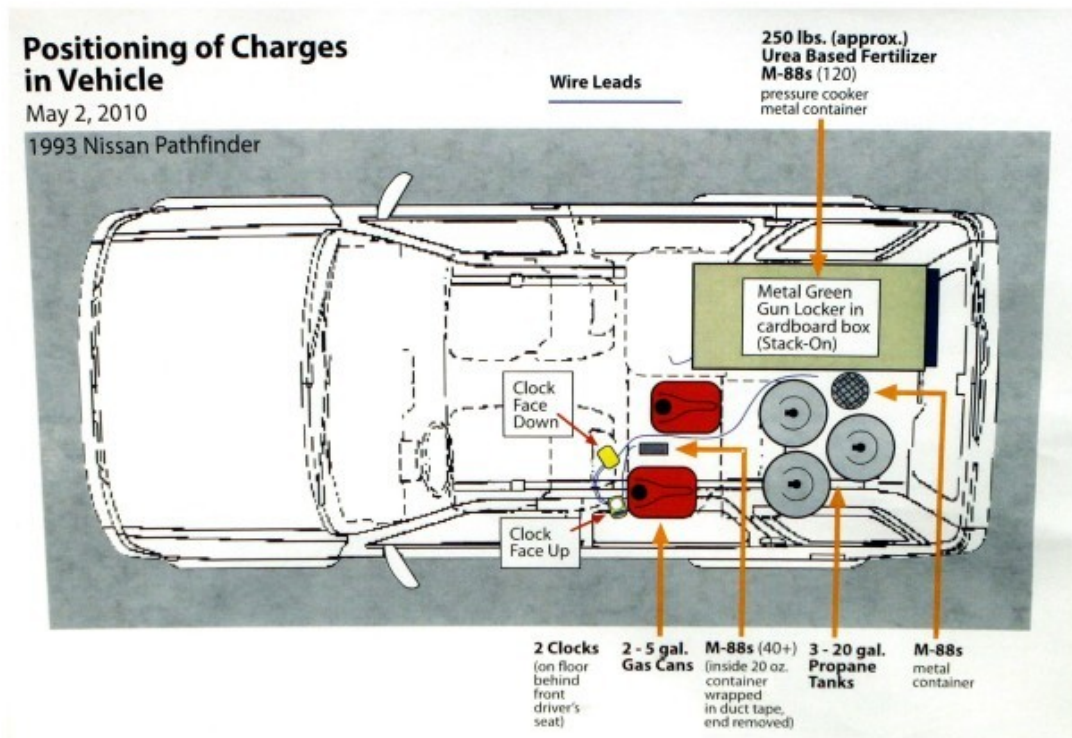 Positioning of Charges
in Vehicle
May 2, 2010
1993 Nissan Pathfinder
Wire Leads
250 lbs. (approx.)
Urea Based Fertilizer
M-88s (120)
pressure cooker
metal container
Metal Green
Gun Locker in
cardboard box
(Stack-On)
Clock
Face
Down
Clock
Face Up
2 Clocks
(on floor
behind
front
driver's
seat)
2 - 5 gal.
Gas Cans
M-88s (40+)
(inside 20 oz.
container
wrapped
in duct tape,
end removed)
3 - 20 gal.
Propane
Tanks
M-88s
metal
container